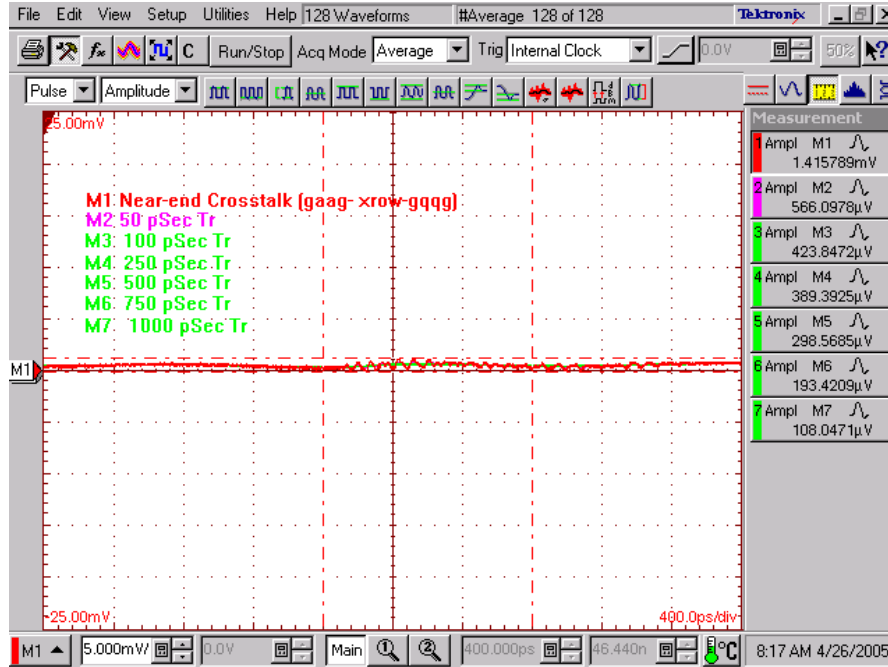 File Edit View Setup Utilities Help 128 Waveforms #Average 128 of 128 Tektronix
C Run/Stop Acq Mode Average Trig Internal Clock 0.0V 50%
Pulse Amplitude
25.00mV
M1 Near-end Crosstalk (gaag- xrow-gqqg)
M2 50 pSec Tr
M3 100 pSec Tr
M4 250 pSec Tr
M5 500 pSec Tr
M6 750 pSec Tr
M7 1000 pSec Tr
M1
-25.00mV
400.0ps/div
Measurement
1 Ampl M1
1.415789mV
2 Ampl M2
566.0978µV
3 Ampl M3
423.8472µV
4 Ampl M4
389.3925µV
5 Ampl M5
298.5685µV
6 Ampl M6
193.4209µV
7 Ampl M7
108.0471µV
M1 5.000mV/ 0.0V Main 1 2 400.000ps 46.440n °C 8:17 AM 4/26/2005